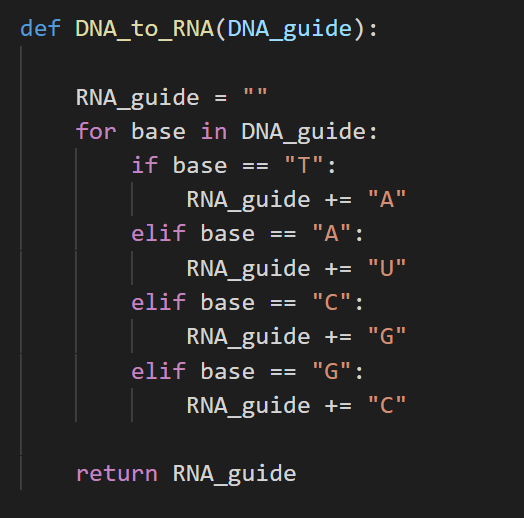 def DNA_to_RNA(DNA_guide):
RNA_guide = ""
for base in DNA_guide:
if base == "T":
RNA_guide += "A"
elif base == "A":
RNA_guide += "U"
elif base == "C":
RNA_guide += "G"
elif base == "G":
RNA_guide += "C"
return RNA_guide